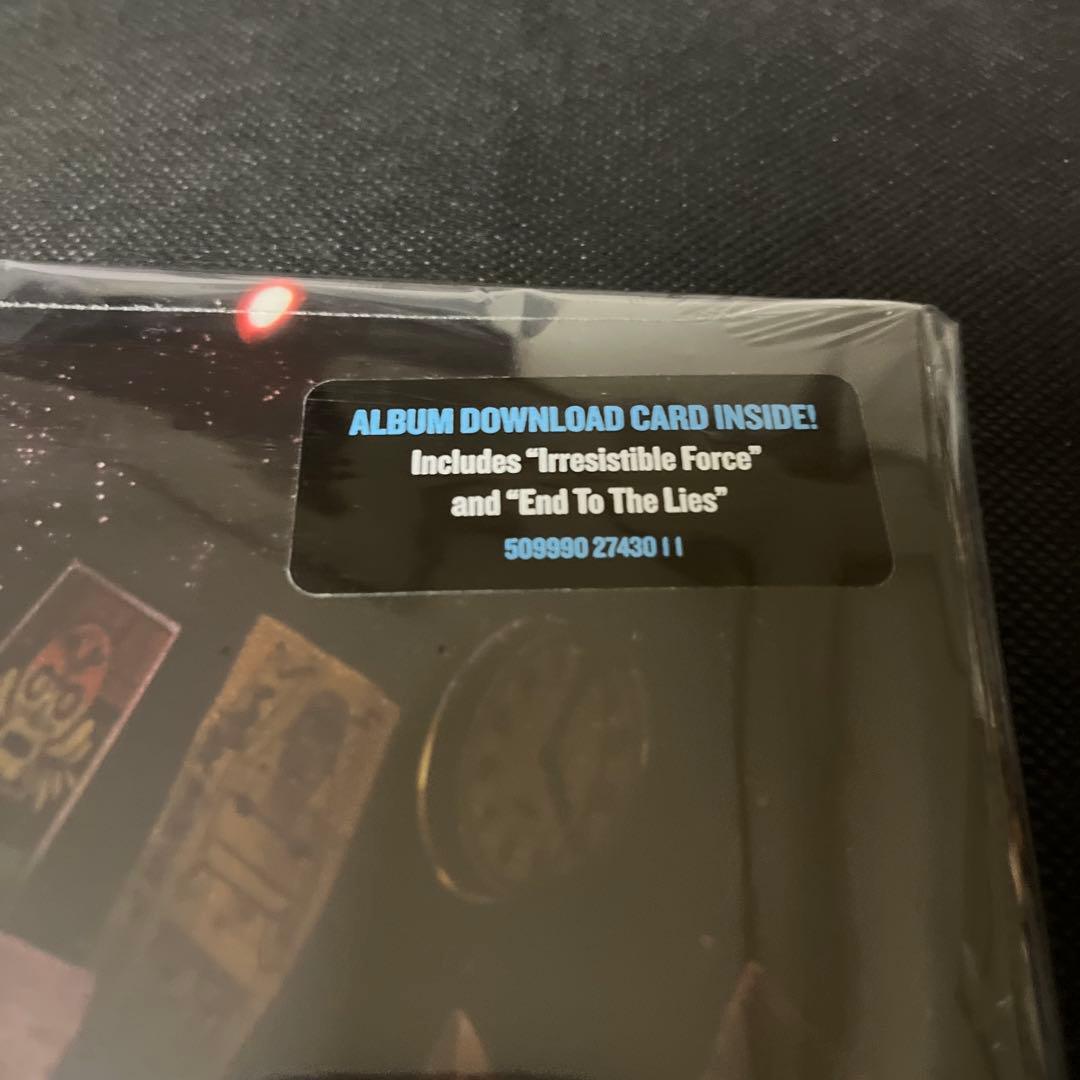 ALBUM DOWNLOAD CARD INSIDE!
Includes “Irresistible Force”
and “End To The Lies”
509990 27430 1 1